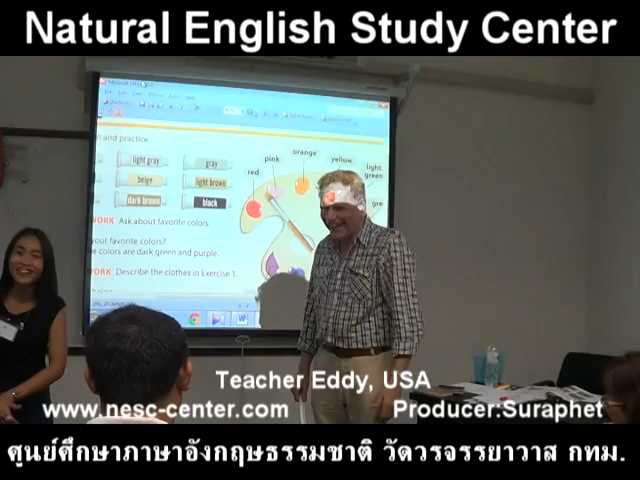 Natural English Study Center
n and practice.
light gray
gray
beige
light brown
dark brown
black
red
pink
orange
yellow
light
green
gre
WORK Ask about favorite colors.
your favorite colors?
e colors are dark green and purple.
WORK Describe the clothes in Exercise 1.
Teacher Eddy, USA
www.nesc-center.com
Producer:Suraphet
ศูนย์ศึกษาภาษาอังกฤษธรรมชาติ วัดวรจรรยาวาส กทม.